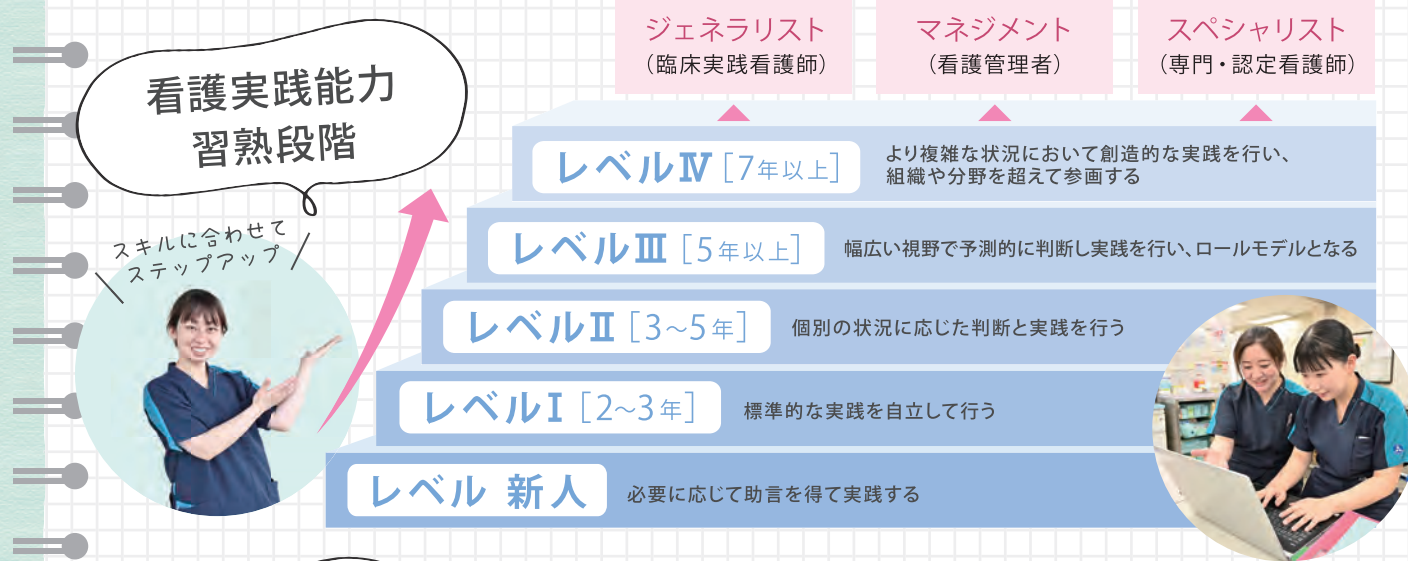 看護実践能力
習熟段階
スキルに合わせて
ステップアップ
ジェネラリスト
（臨床実践看護師）
マネジメント
（看護管理者）
スペシャリスト
（専門・認定看護師）
レベルⅣ［7年以上］
より複雑な状況において創造的な実践を行い、
組織や分野を超えて参画する
レベルⅢ［5年以上］
幅広い視野で予測的に判断し実践を行い、ロールモデルとなる
レベルⅡ［3～5年］
個別の状況に応じた判断と実践を行う
レベルⅠ［2～3年］
標準的な実践を自立して行う
レベル 新人
必要に応じて助言を得て実践する